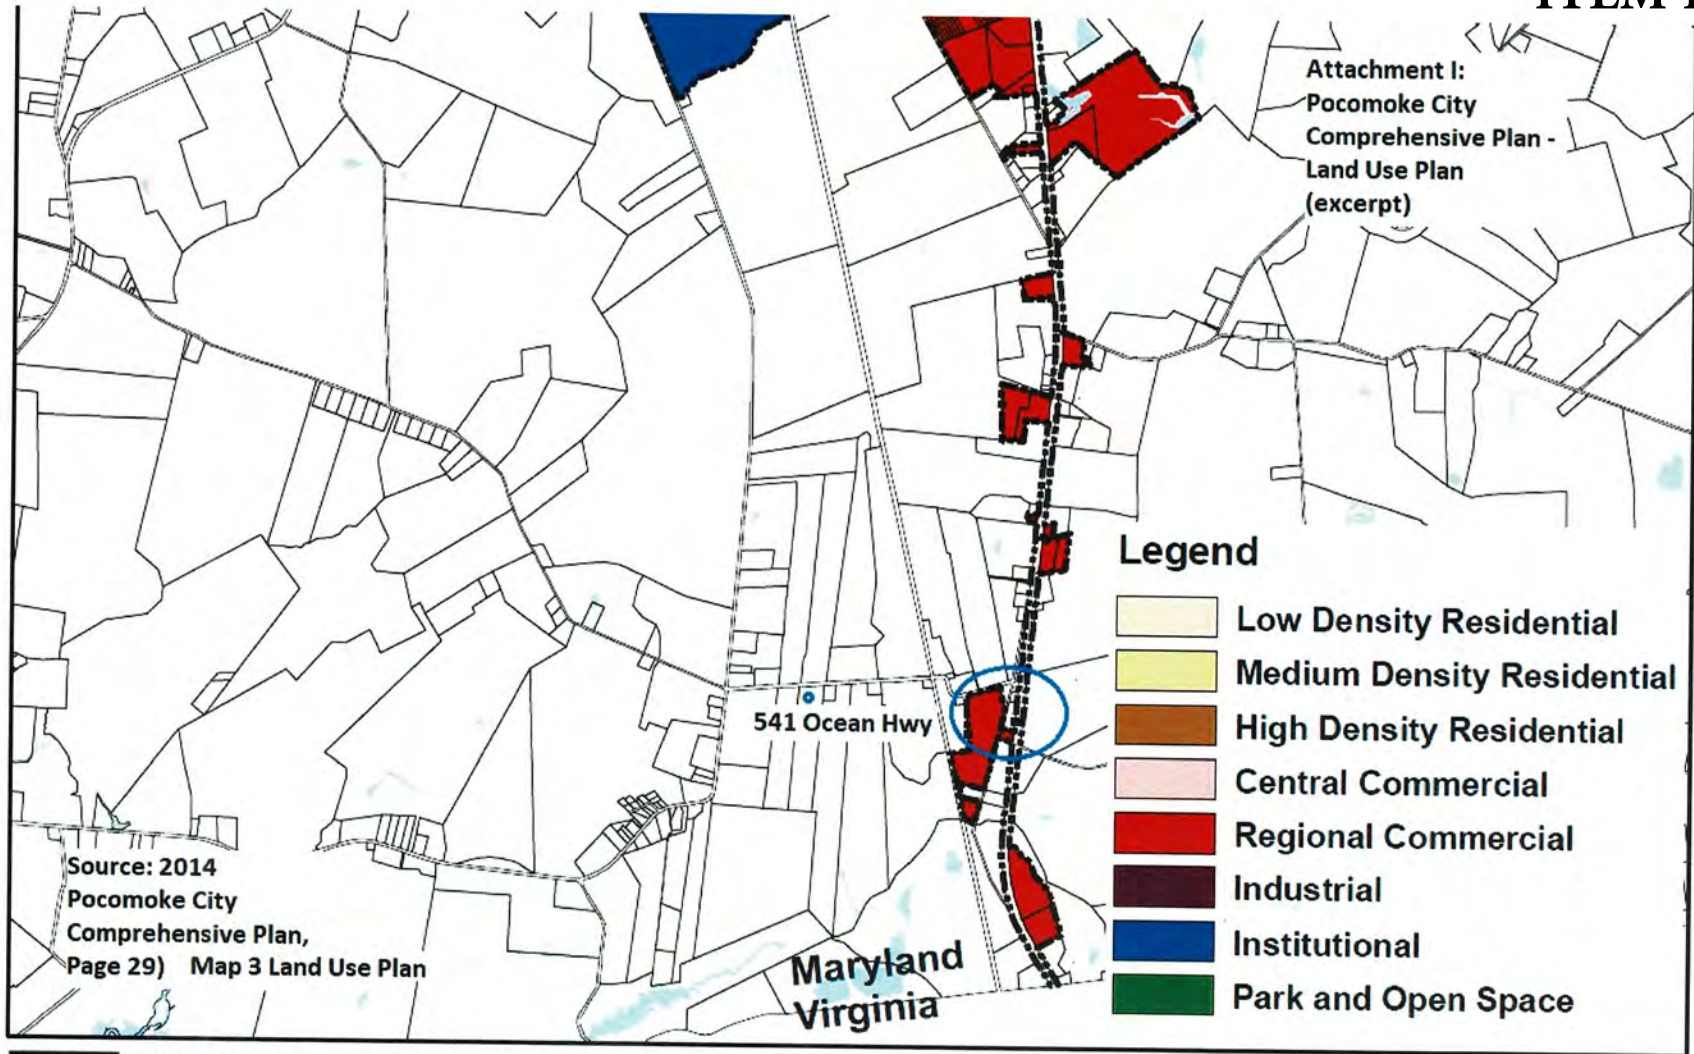 Attachment I:
Pocomoke City
Comprehensive Plan -
Land Use Plan
(excerpt)
Legend
Low Density Residential
Medium Density Residential
High Density Residential
Central Commercial
Regional Commercial
Industrial
Institutional
Park and Open Space
541 Ocean Hwy
Source: 2014
Pocomoke City
Comprehensive Plan,
Page 29) Map 3 Land Use Plan
Maryland
Virginia